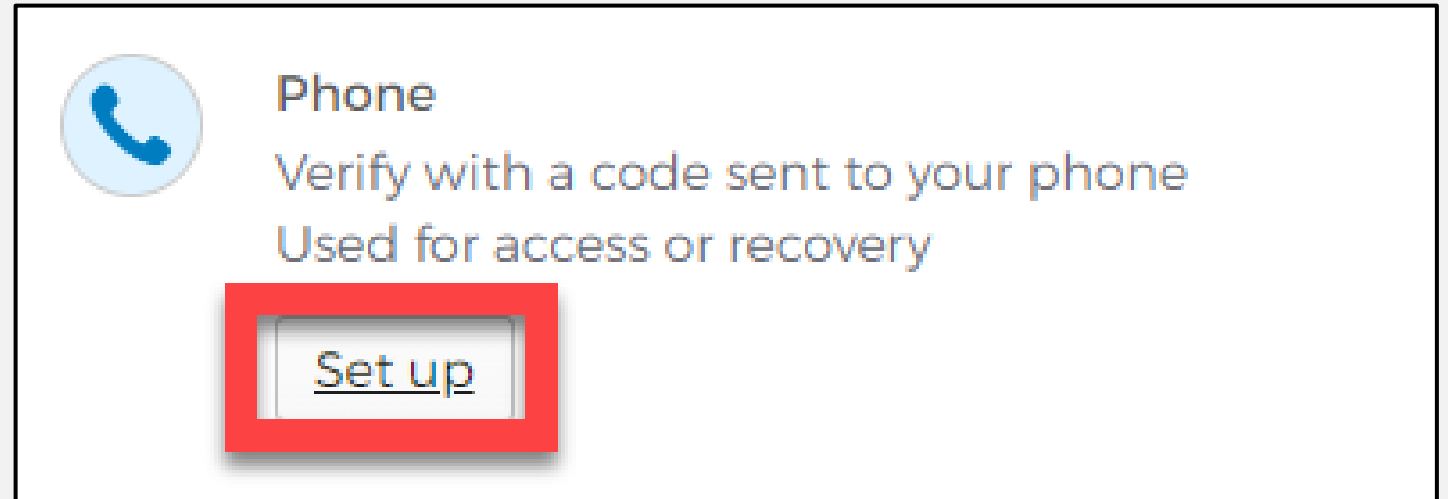 Phone
Verify with a code sent to your phone
Used for access or recovery
Set up